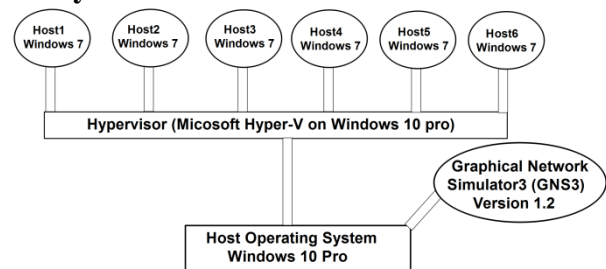 Host1
Windows 7
Host2
Windows 7
Host3
Windows 7
Host4
Windows 7
Host5
Windows 7
Host6
Windows 7
Hypervisor (Micosoft Hyper-V on Windows 10 pro)
Graphical Network
Simulator3 (GNS3)
Version 1.2
Host Operating System
Windows 10 Pro